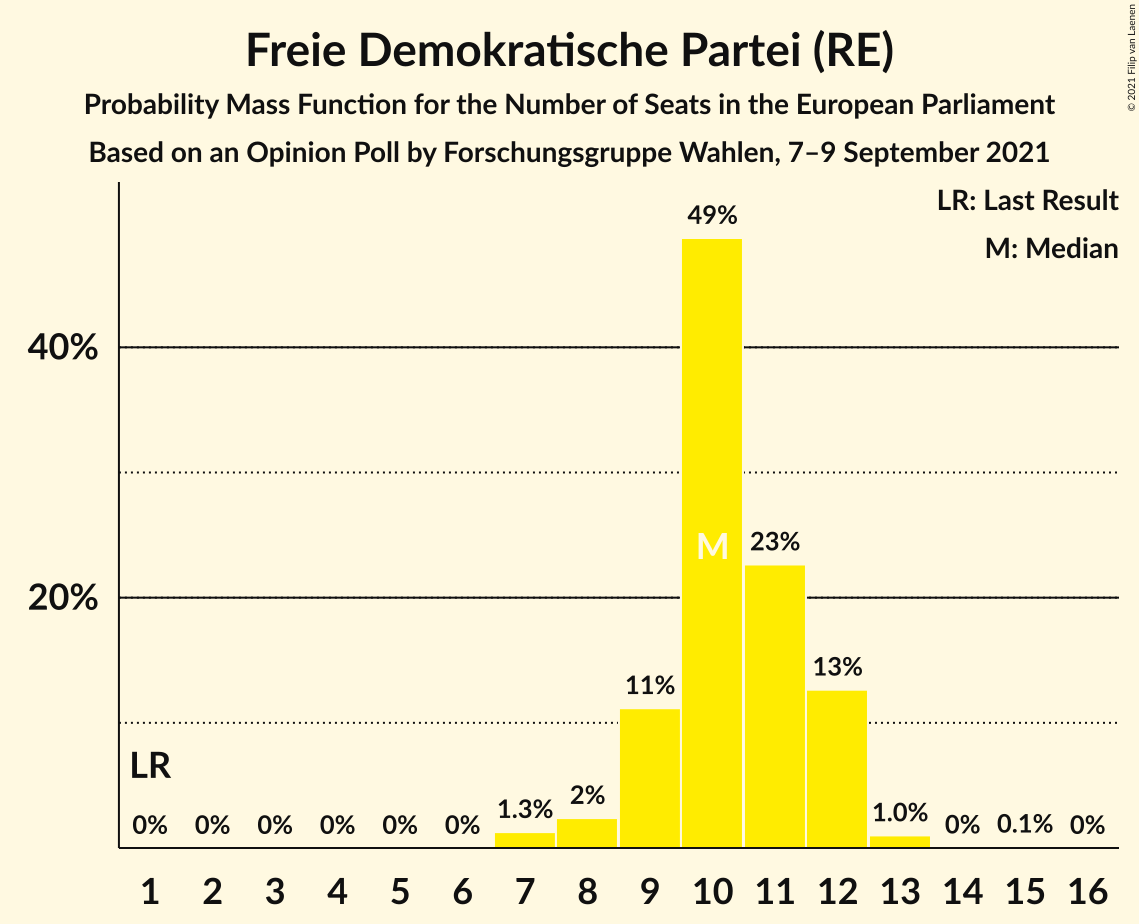 Freie Demokratische Partei (RE)
Probability Mass Function for the Number of Seats in the European Parliament
Based on an Opinion Poll by Forschungsgruppe Wahlen, 7–9 September 2021
© 2021 Filip van Laenen
LR: Last Result
M: Median
49%
40%
M
23%
20%
13%
11%
LR
0% 0% 0% 0% 0% 0% 1.3% 2% 1.0% 0% 0.1% 0%
1 2 3 4 5 6 7 8 9 10 11 12 13 14 15 16